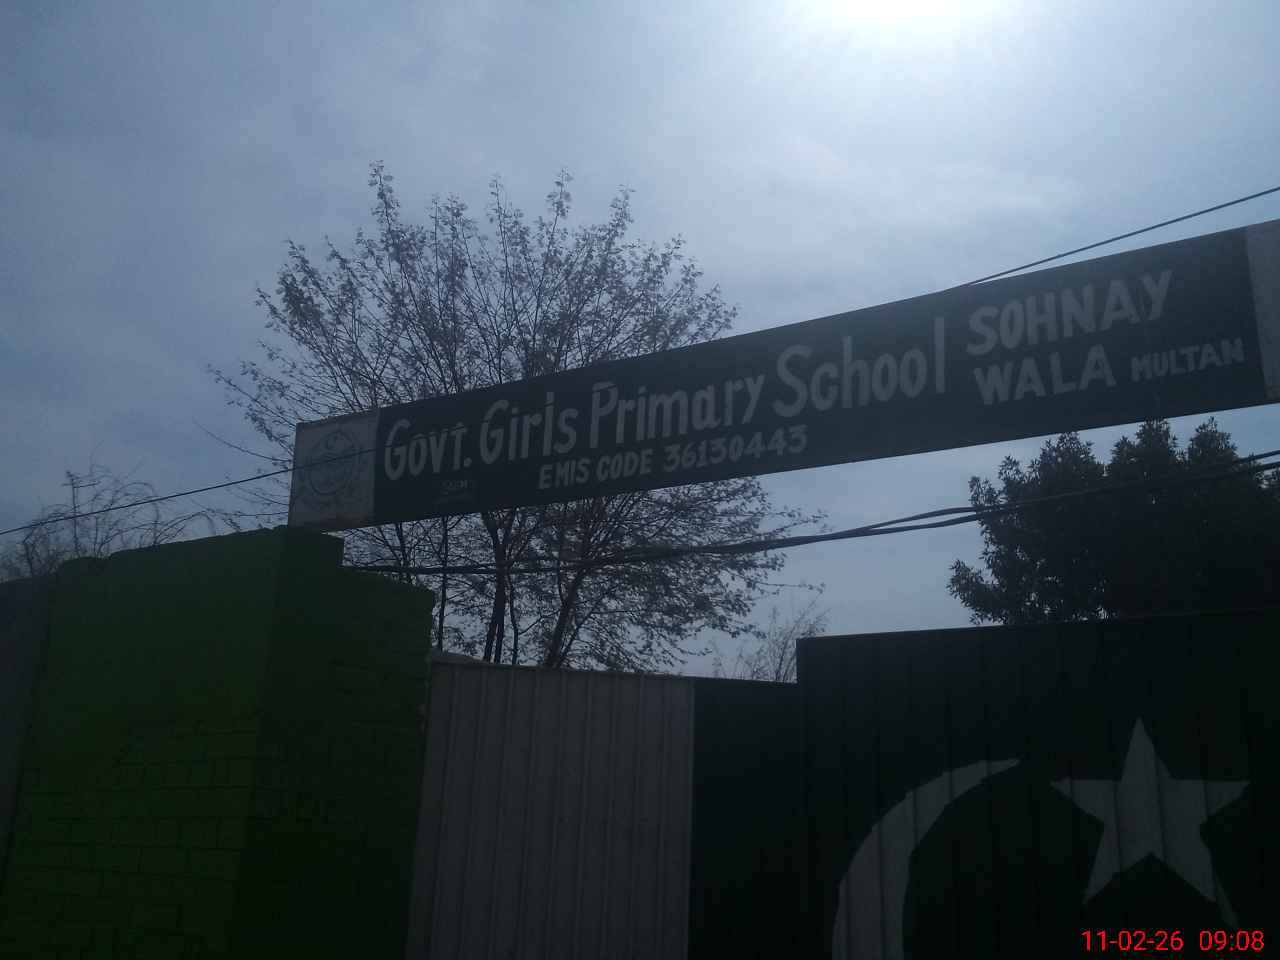 Govt. Girls Primary School SOHNAY
WALA MULTAN
EMIS CODE 36130443
11-02-26 09:08